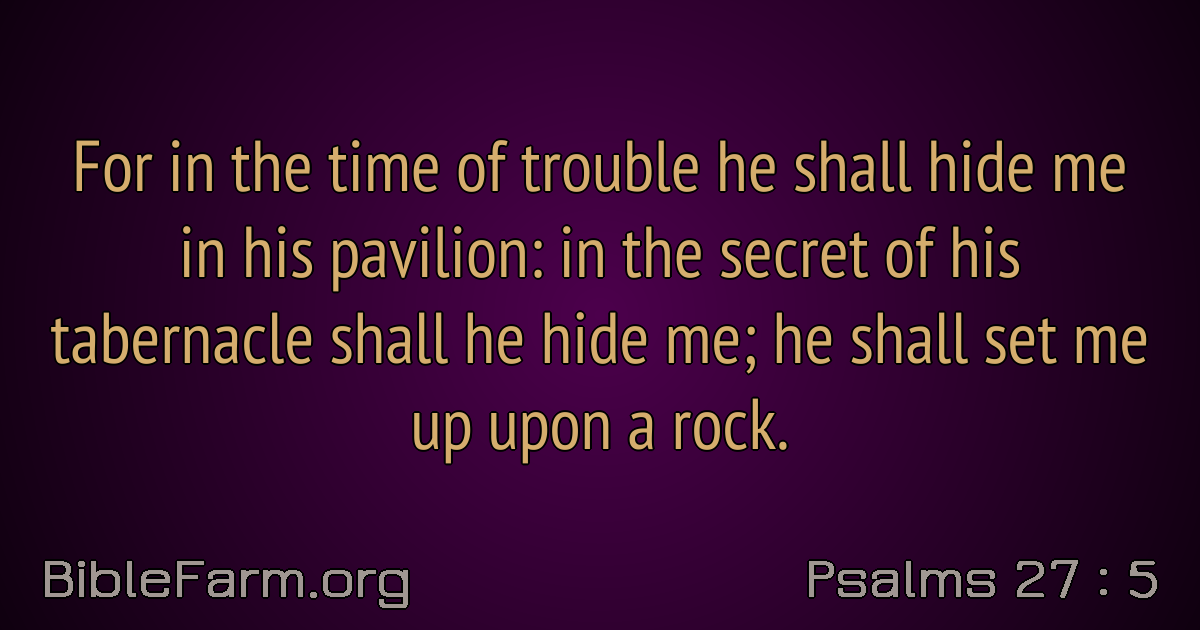 For in the time of trouble he shall hide me
in his pavilion: in the secret of his
tabernacle shall he hide me; he shall set me
up upon a rock.
BibleFarm.org
Psalms 27 : 5